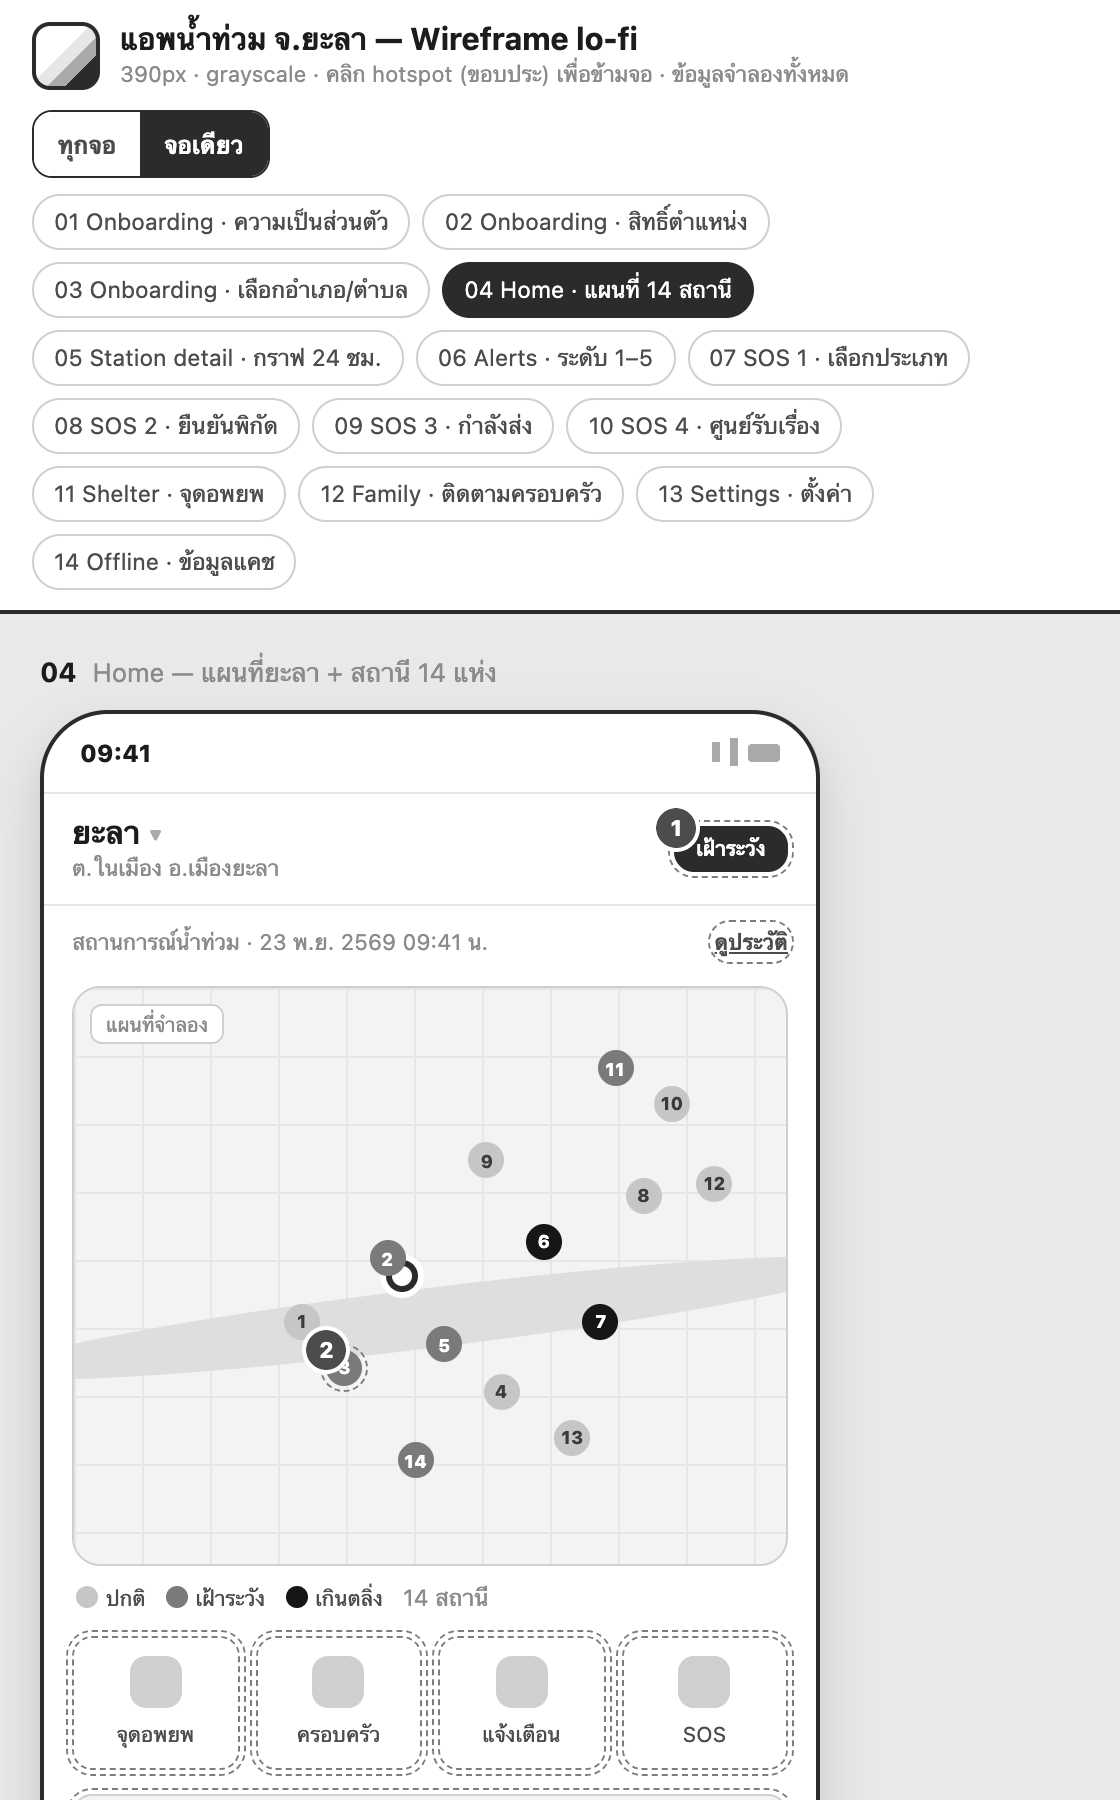 แอพน้ำท่วม จ.ยะลา — Wireframe lo-fi
390px · grayscale · คลิก hotspot (ขอบประ) เพื่อข้ามจอ · ข้อมูลจำลองทั้งหมด
ทุกจอ จอเดียว
01 Onboarding · ความเป็นส่วนตัว 02 Onboarding · สิทธิ์ตำแหน่ง
03 Onboarding · เลือกอำเภอ/ตำบล 04 Home · แผนที่ 14 สถานี
05 Station detail · กราฟ 24 ชม. 06 Alerts · ระดับ 1–5 07 SOS 1 · เลือกประเภท
08 SOS 2 · ยืนยันพิกัด 09 SOS 3 · กำลังส่ง 10 SOS 4 · ศูนย์รับเรื่อง
11 Shelter · จุดอพยพ 12 Family · ติดตามครอบครัว 13 Settings · ตั้งค่า
14 Offline · ข้อมูลแคช
04 Home — แผนที่ยะลา + สถานี 14 แห่ง
09:41
ยะลา ▾
1 เฝ้าระวัง
ต.ในเมือง อ.เมืองยะลา
สถานการณ์น้ำท่วม · 23 พ.ย. 2569 09:41 น. ดูประวัติ
แผนที่จำลอง
11
10
9
12
8
6
2
1
7
2
5
3
4
13
14
ปกติ เฝ้าระวัง เกินตลิ่ง 14 สถานี
จุดอพยพ ครอบครัว แจ้งเตือน SOS